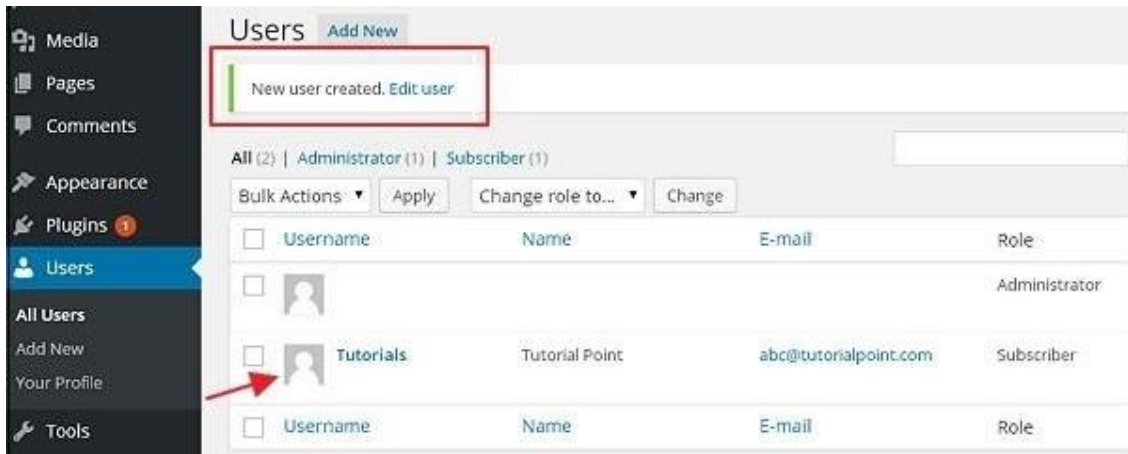 Media
Pages
Comments
Appearance
Plugins 1
Users
All Users
Add New
Your Profile
Tools
Users Add New
New user created. Edit user
All (2) | Administrator (1) | Subscriber (1)
Bulk Actions Apply Change role to... Change
Username Name E-mail Role
Administrator
Tutorials Tutorial Point abc@tutorialpoint.com Subscriber
Username Name E-mail Role